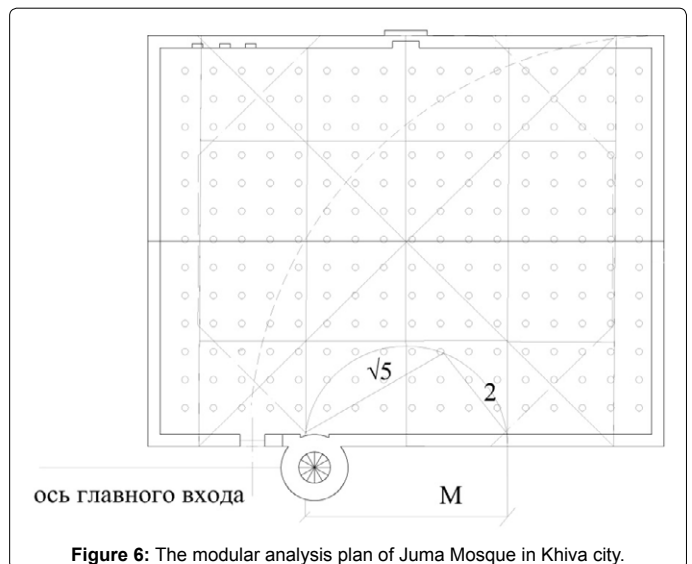 √5
2
ось главного входа
M
Figure 6: The modular analysis plan of Juma Mosque in Khiva city.